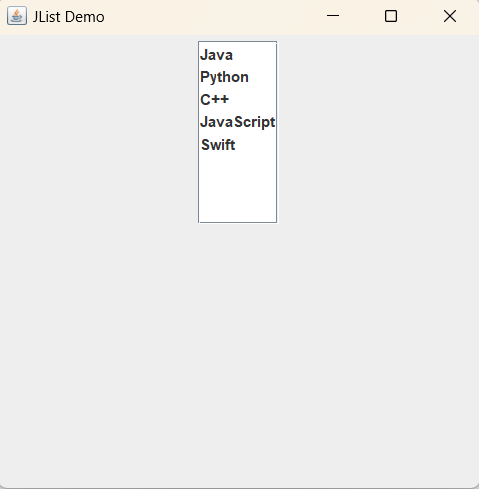 JList Demo
Java
Python
C++
JavaScript
Swift